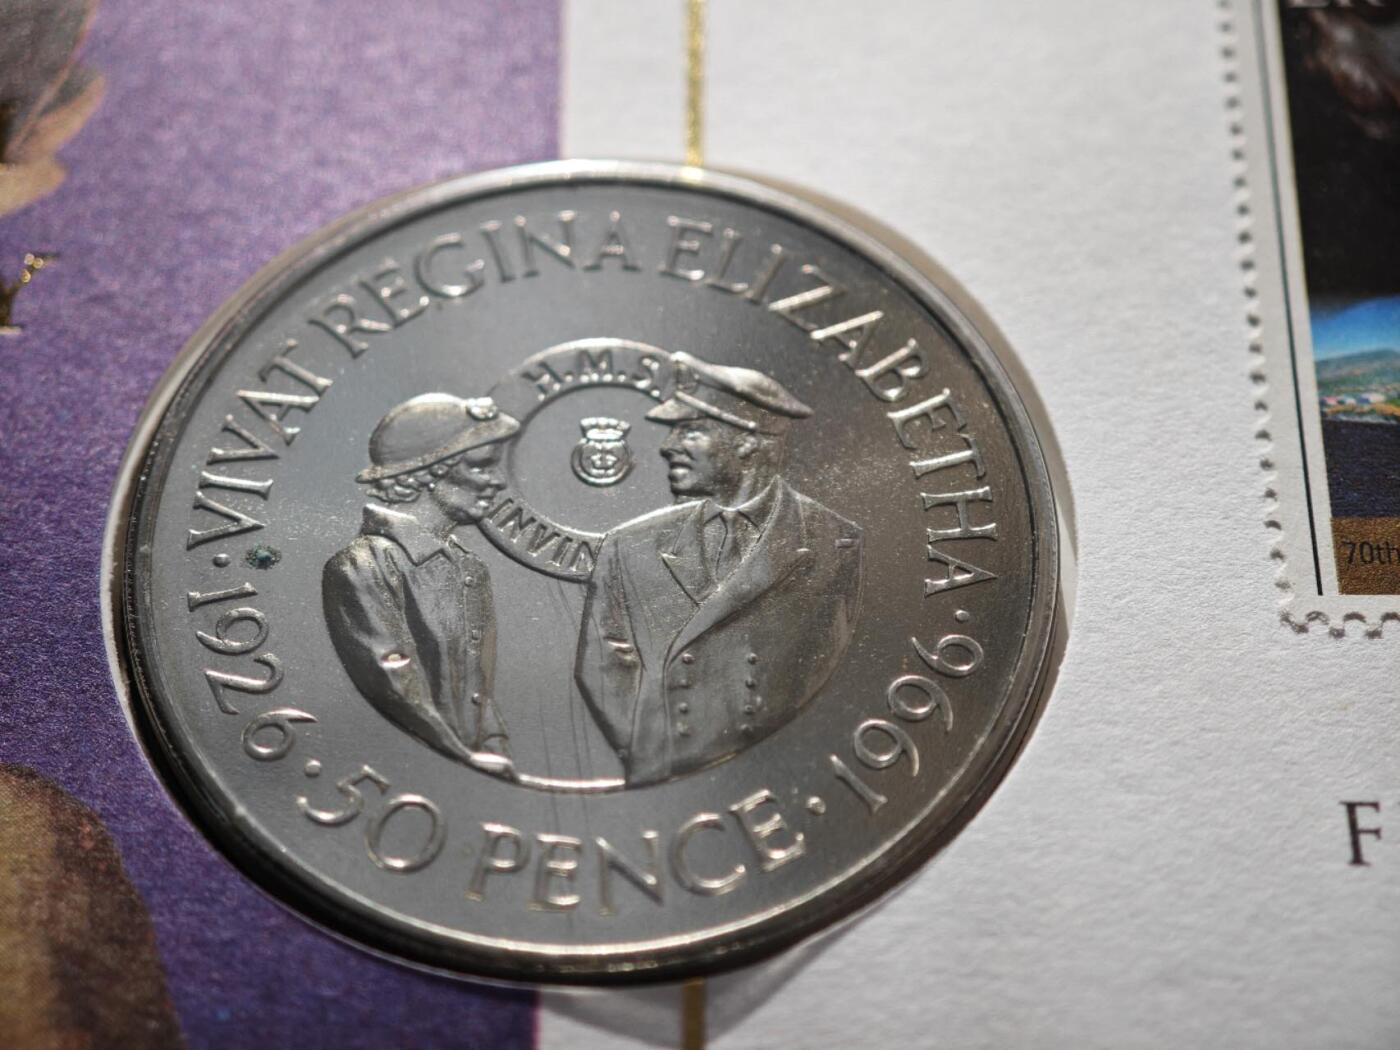 ·VIVAT REGINA ELIZABETHA·
1926·50 PENCE·1996
H.M.S.
INVIN
70th
F